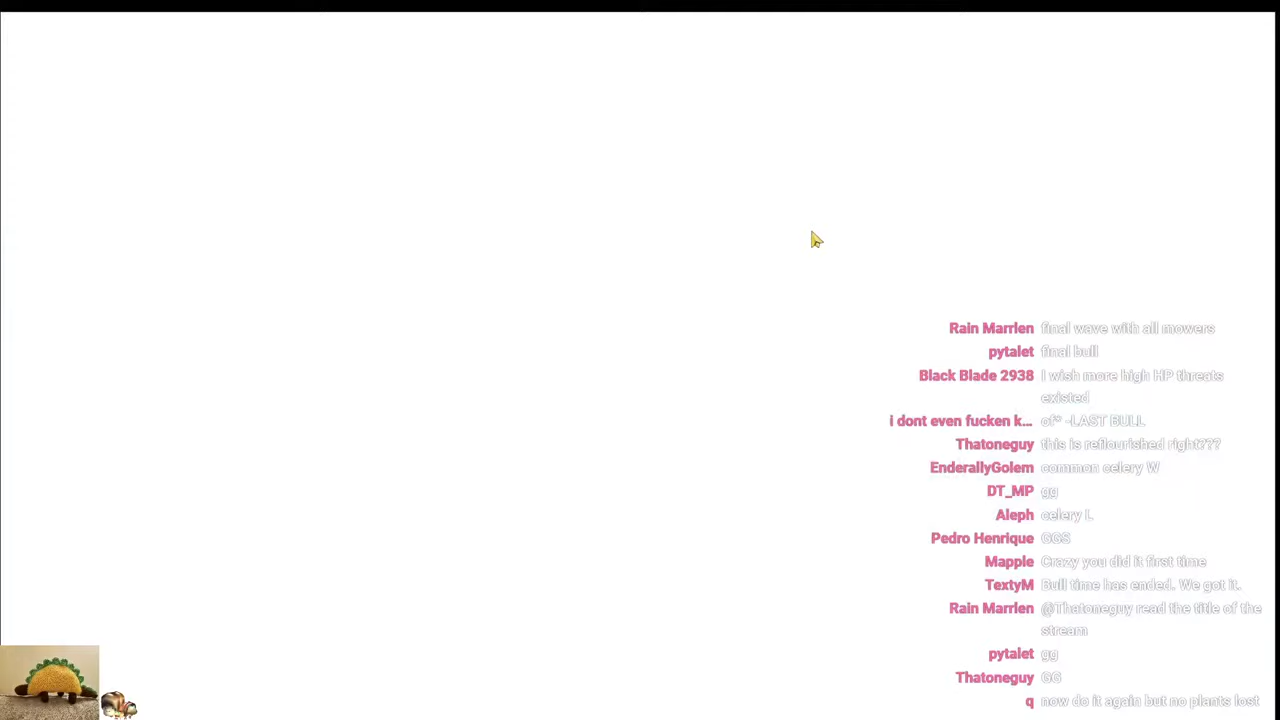 Rain Marrlen final wave with all mowers
pytalet final bull
Black Blade 2938 I wish more high HP threats
existed
i dont even fucken k... of* -LAST BULL
Thatoneguy this is reflourished right???
EnderallyGolem common celery W
DT_MP gg
Aleph celery L
Pedro Henrique GGS
Mapple Crazy you did it first time
TextyM Bull time has ended. We got it.
Rain Marrlen @Thatoneguy read the title of the
stream
pytalet gg
Thatoneguy GG
q now do it again but no plants lost